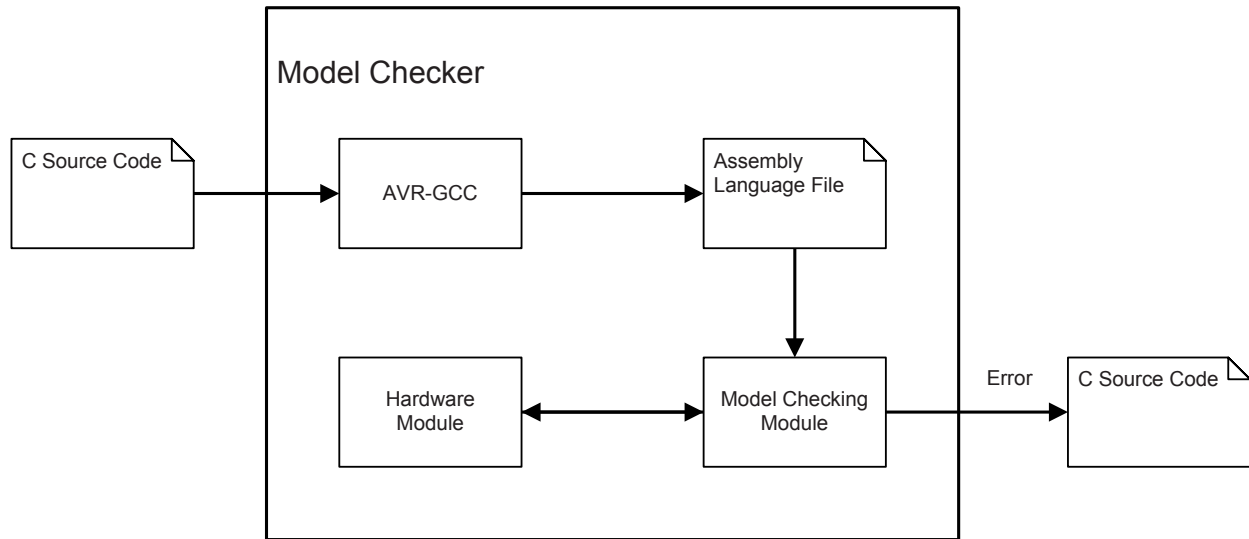 Model Checker
C Source Code
AVR-GCC
Assembly
Language File
Hardware
Module
Model Checking
Module
Error
C Source Code